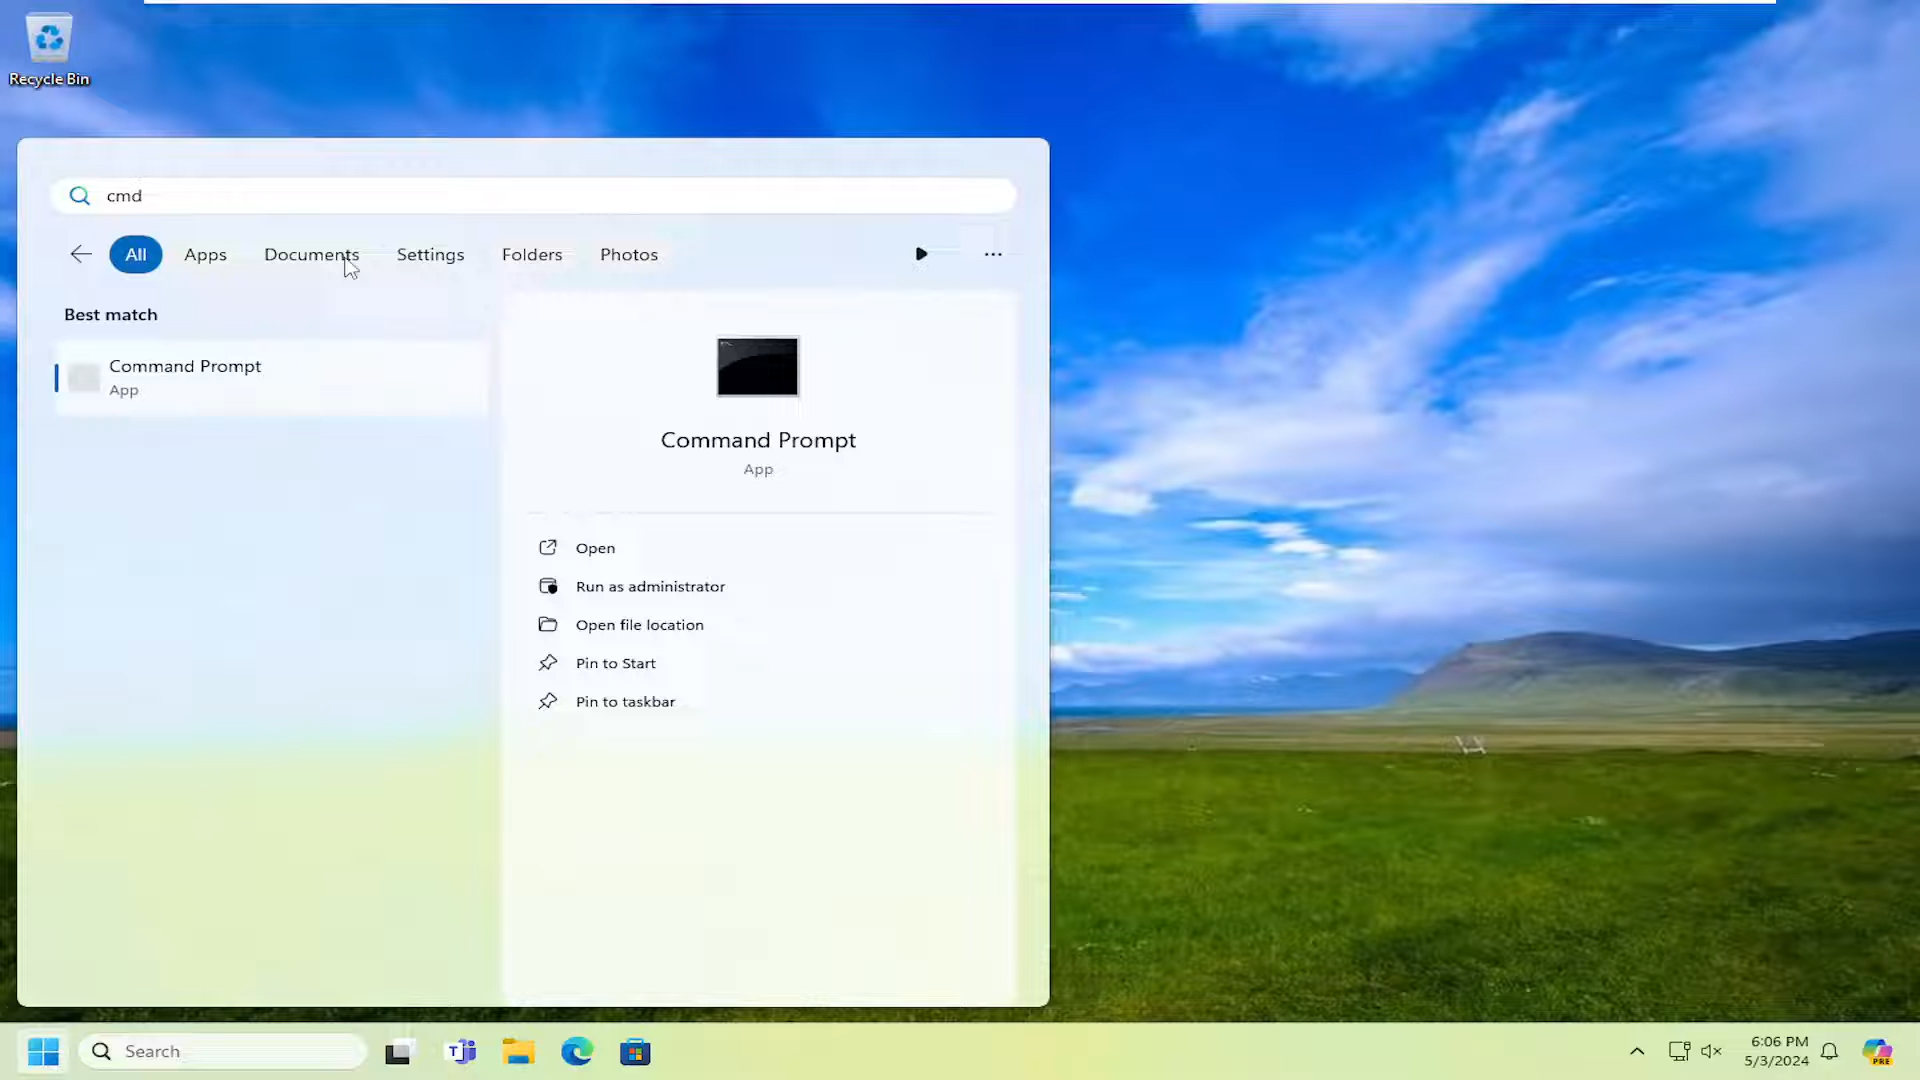 Recycle Bin
cmd
All Apps Documents Settings Folders Photos
Best match
Command Prompt
App
Command Prompt
App
Open
Run as administrator
Open file location
Pin to Start
Pin to taskbar
Search
6:06 PM
5/3/2024
PRE